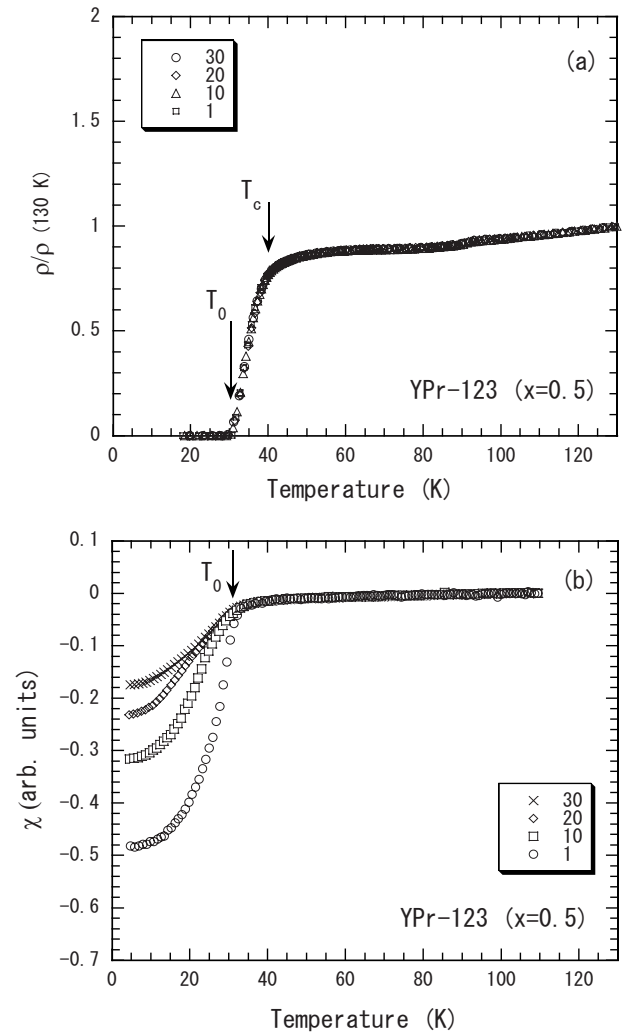 2
1.5
1
0.5
0
ρ/ρ (130 K)
30
20
10
1
(a)
T_c
T_0
YPr-123 (x=0.5)
0 20 40 60 80 100 120
Temperature (K)
0.1
0
-0.1
-0.2
-0.3
-0.4
-0.5
-0.6
-0.7
χ (arb. units)
T_0
(b)
30
20
10
1
YPr-123 (x=0.5)
0 20 40 60 80 100 120
Temperature (K)